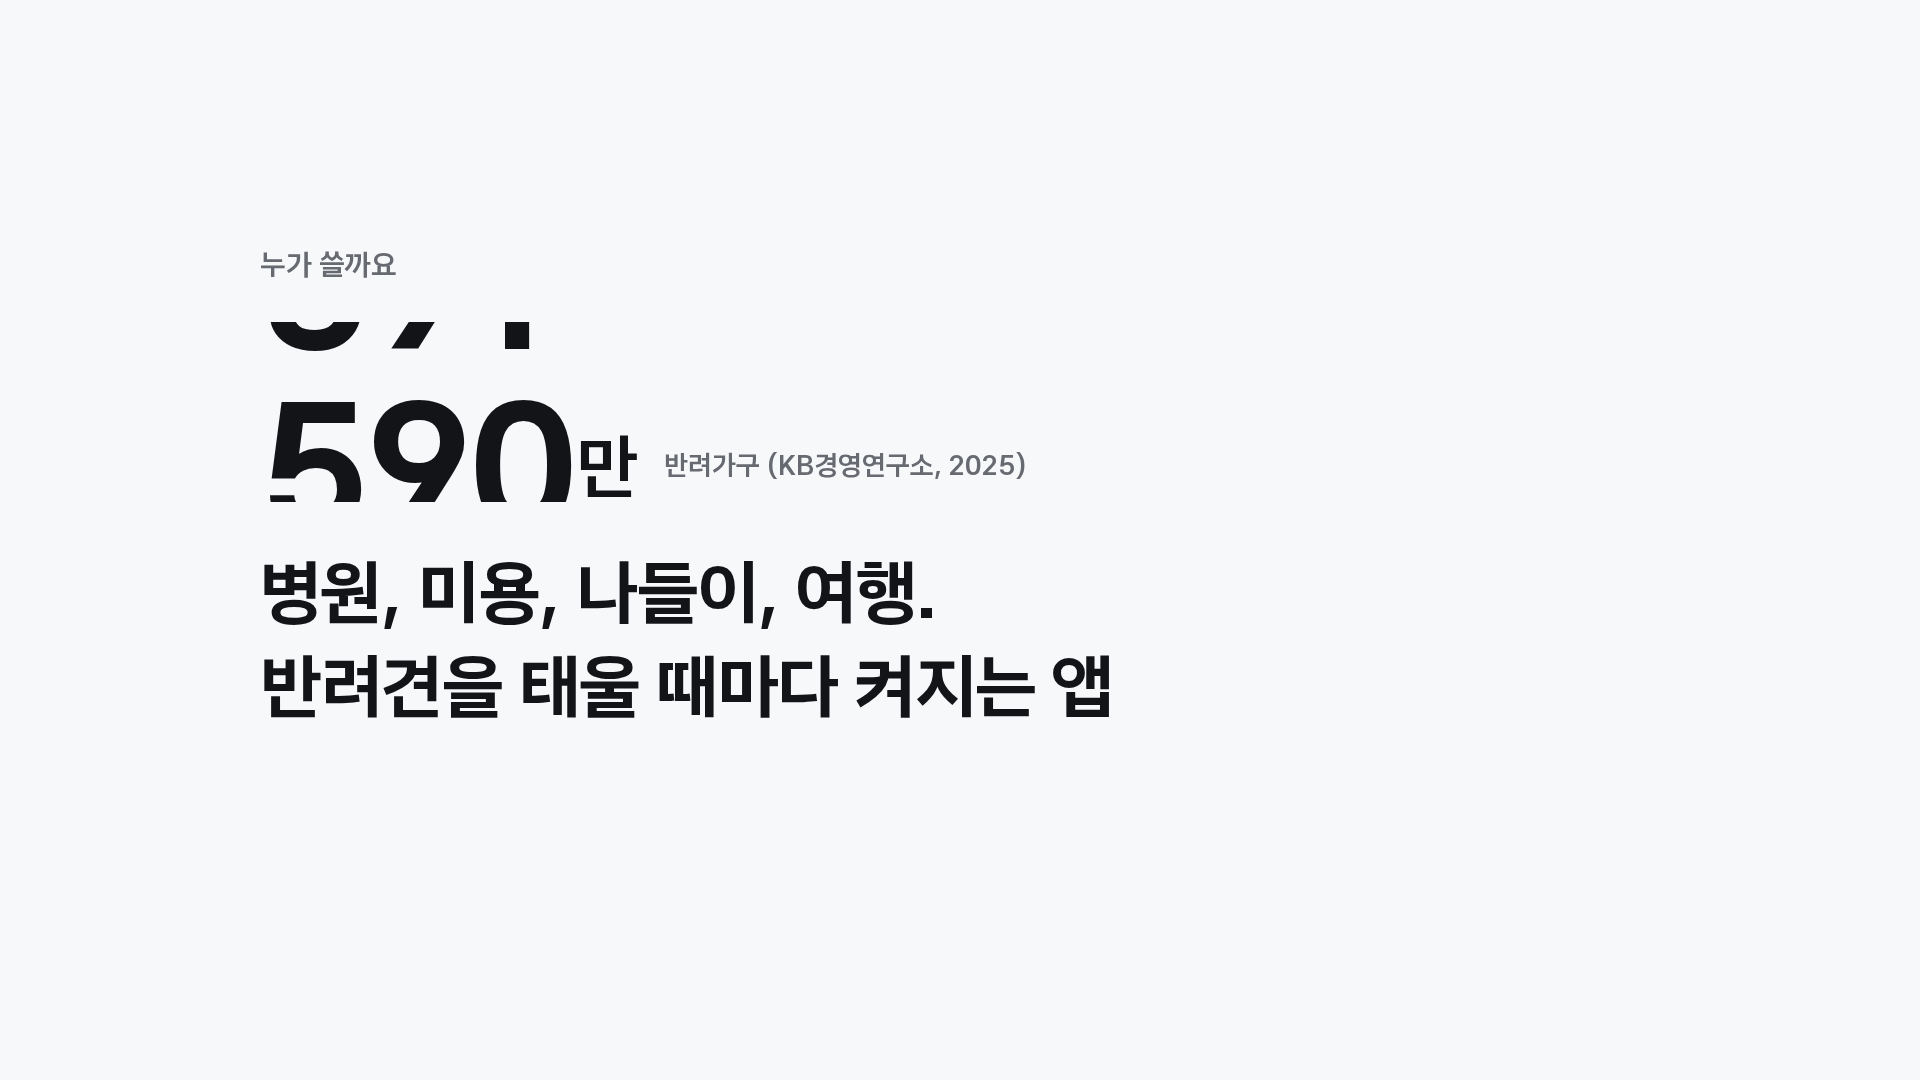 누가 쓸까요
590만 반려가구 (KB경영연구소, 2025)
병원, 미용, 나들이, 여행.
반려견을 태울 때마다 켜지는 앱